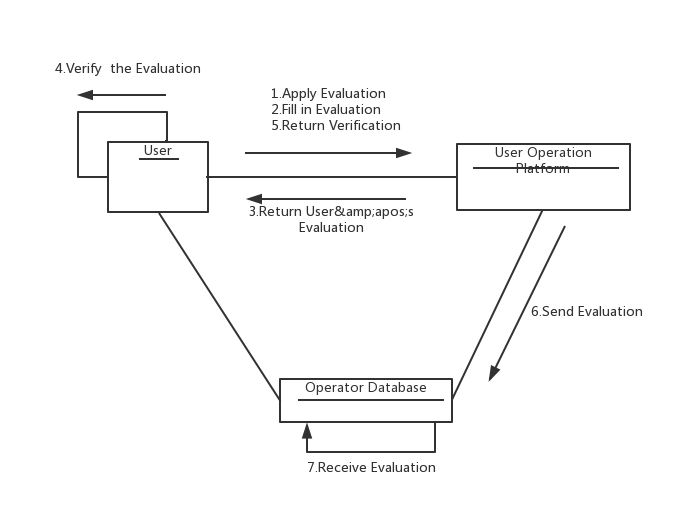 4.Verify  the Evaluation
1.Apply Evaluation
2.Fill in Evaluation
5.Return Verification
User
User Operation
Platform
3.Return User&amp;apos;s
Evaluation
6.Send Evaluation
Operator Database
7.Receive Evaluation